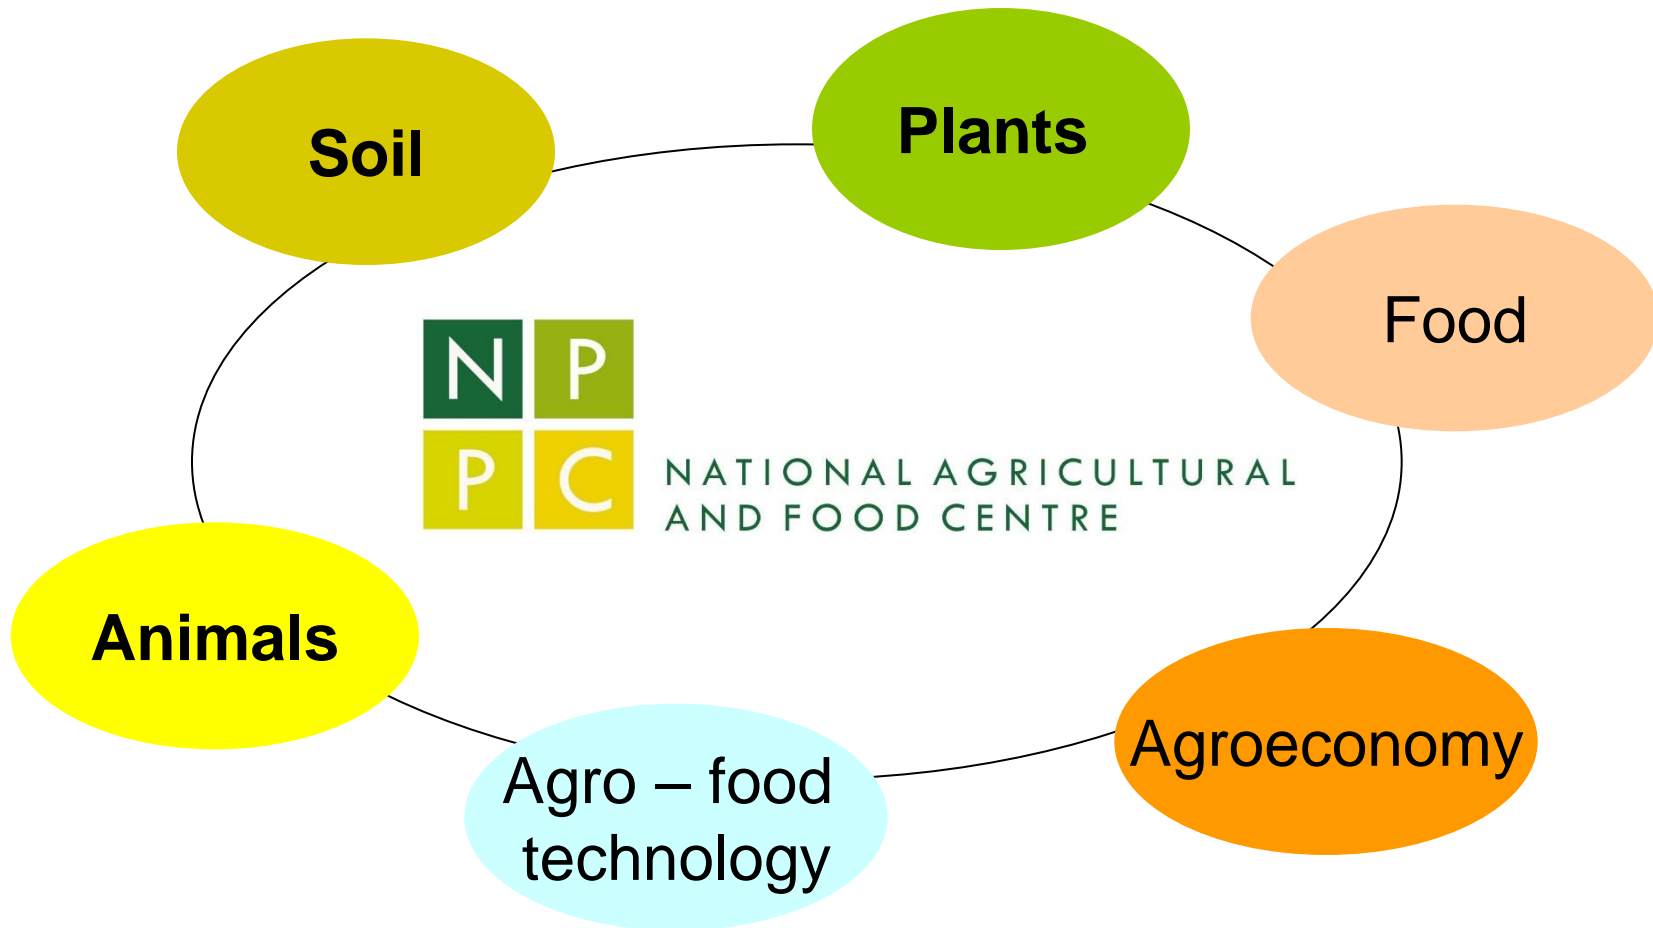 Soil
Plants
Food
N P
P C
NATIONAL AGRICULTURAL
AND FOOD CENTRE
Animals
Agroeconomy
Agro – food
technology